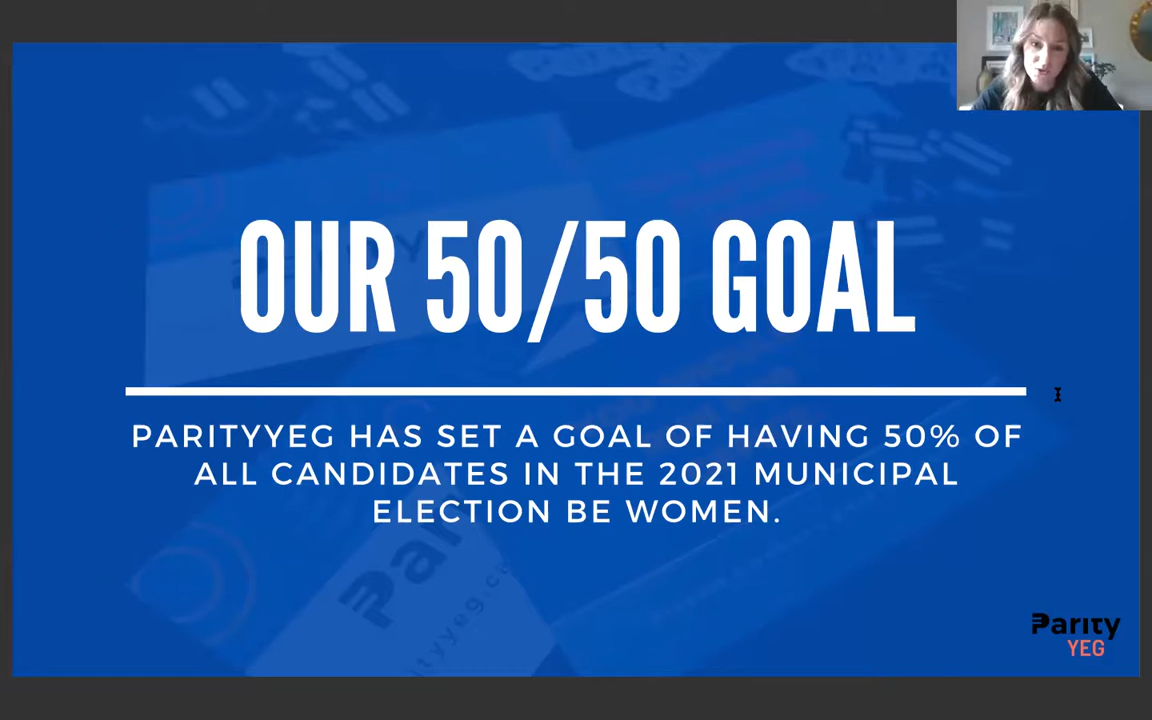 OUR 50/50 GOAL
PARITYYEG HAS SET A GOAL OF HAVING 50% OF
ALL CANDIDATES IN THE 2021 MUNICIPAL
ELECTION BE WOMEN.
Parity
YEG